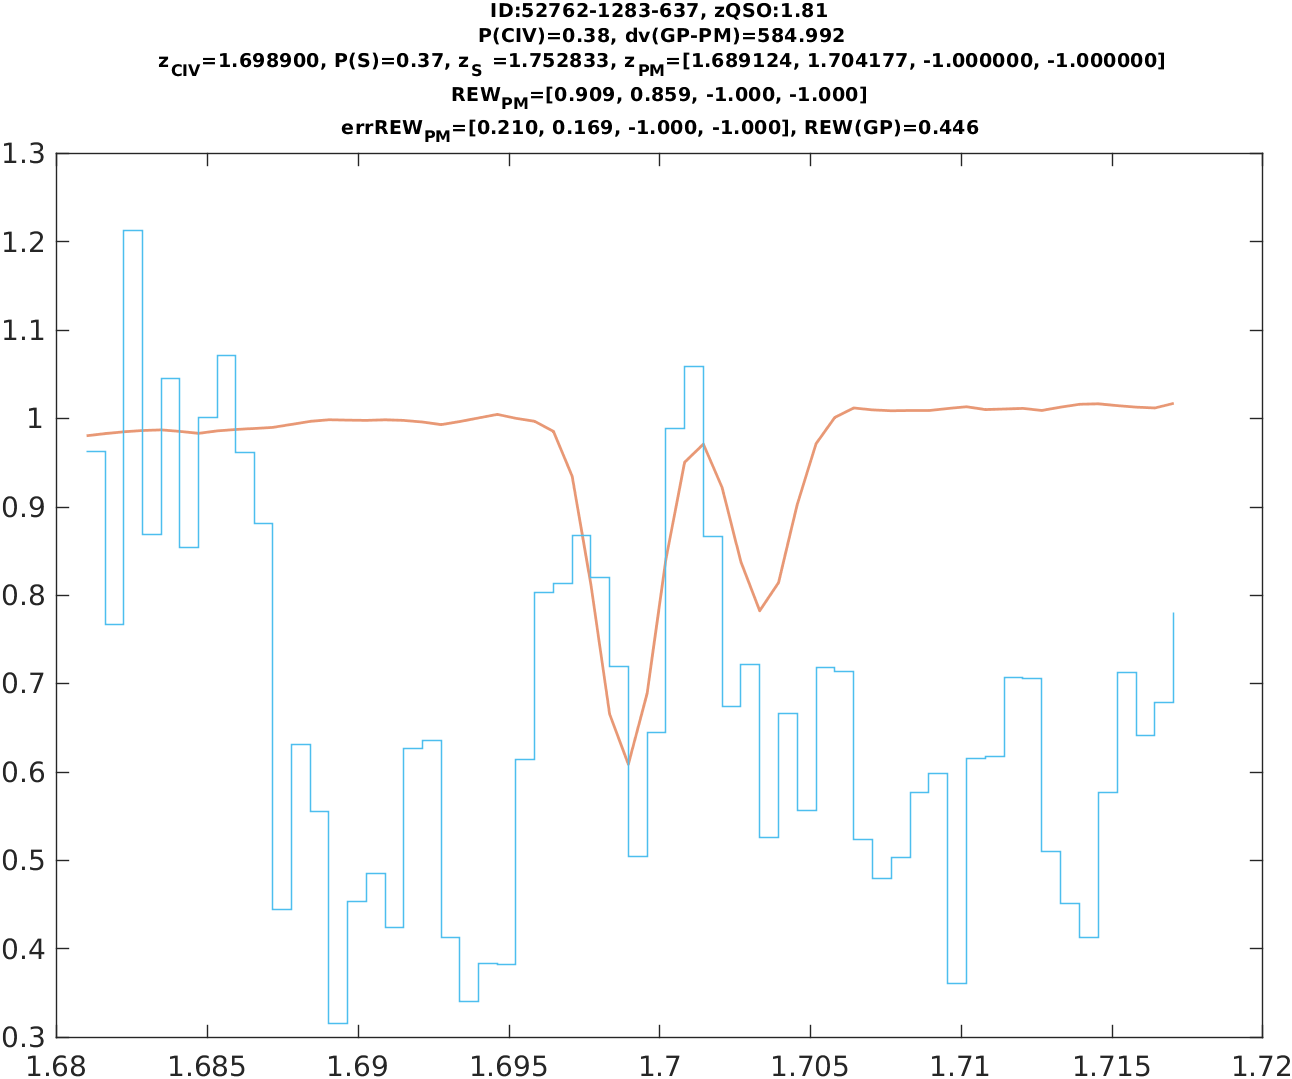 ID:52762-1283-637, zQSO:1.81
P(CIV)=0.38, dv(GP-PM)=584.992
zCIV=1.698900, P(S)=0.37, zS =1.752833, zPM=[1.689124, 1.704177, -1.000000, -1.000000]
REWPM=[0.909, 0.859, -1.000, -1.000]
errREWPM=[0.210, 0.169, -1.000, -1.000], REW(GP)=0.446
1.3
1.2
1.1
1
0.9
0.8
0.7
0.6
0.5
0.4
0.3
1.68 1.685 1.69 1.695 1.7 1.705 1.71 1.715 1.72